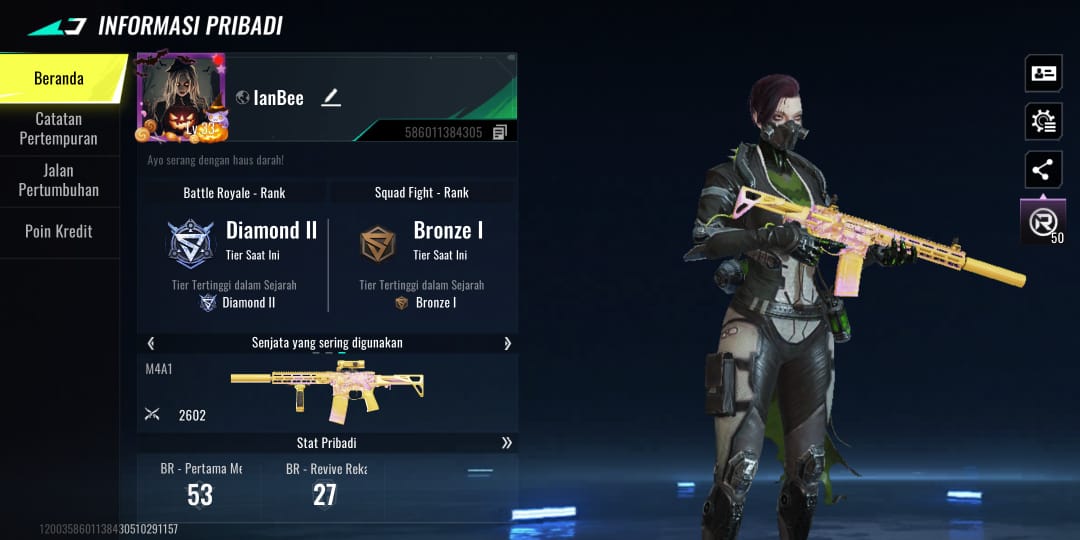 INFORMASI PRIBADI
Beranda
Catatan
Pertempuran
Jalan
Pertumbuhan
Poin Kredit
Lv 33
IanBee
586011384305
Ayo serang dengan haus darah!
Battle Royale - Rank
Squad Fight - Rank
Diamond II
Tier Saat Ini
Bronze I
Tier Saat Ini
Tier Tertinggi dalam Sejarah
Diamond II
Tier Tertinggi dalam Sejarah
Bronze I
Senjata yang sering digunakan
M4A1
2602
Stat Pribadi
BR - Pertama Me
53
BR - Revive Reka
27
50
1200358601138430510291157